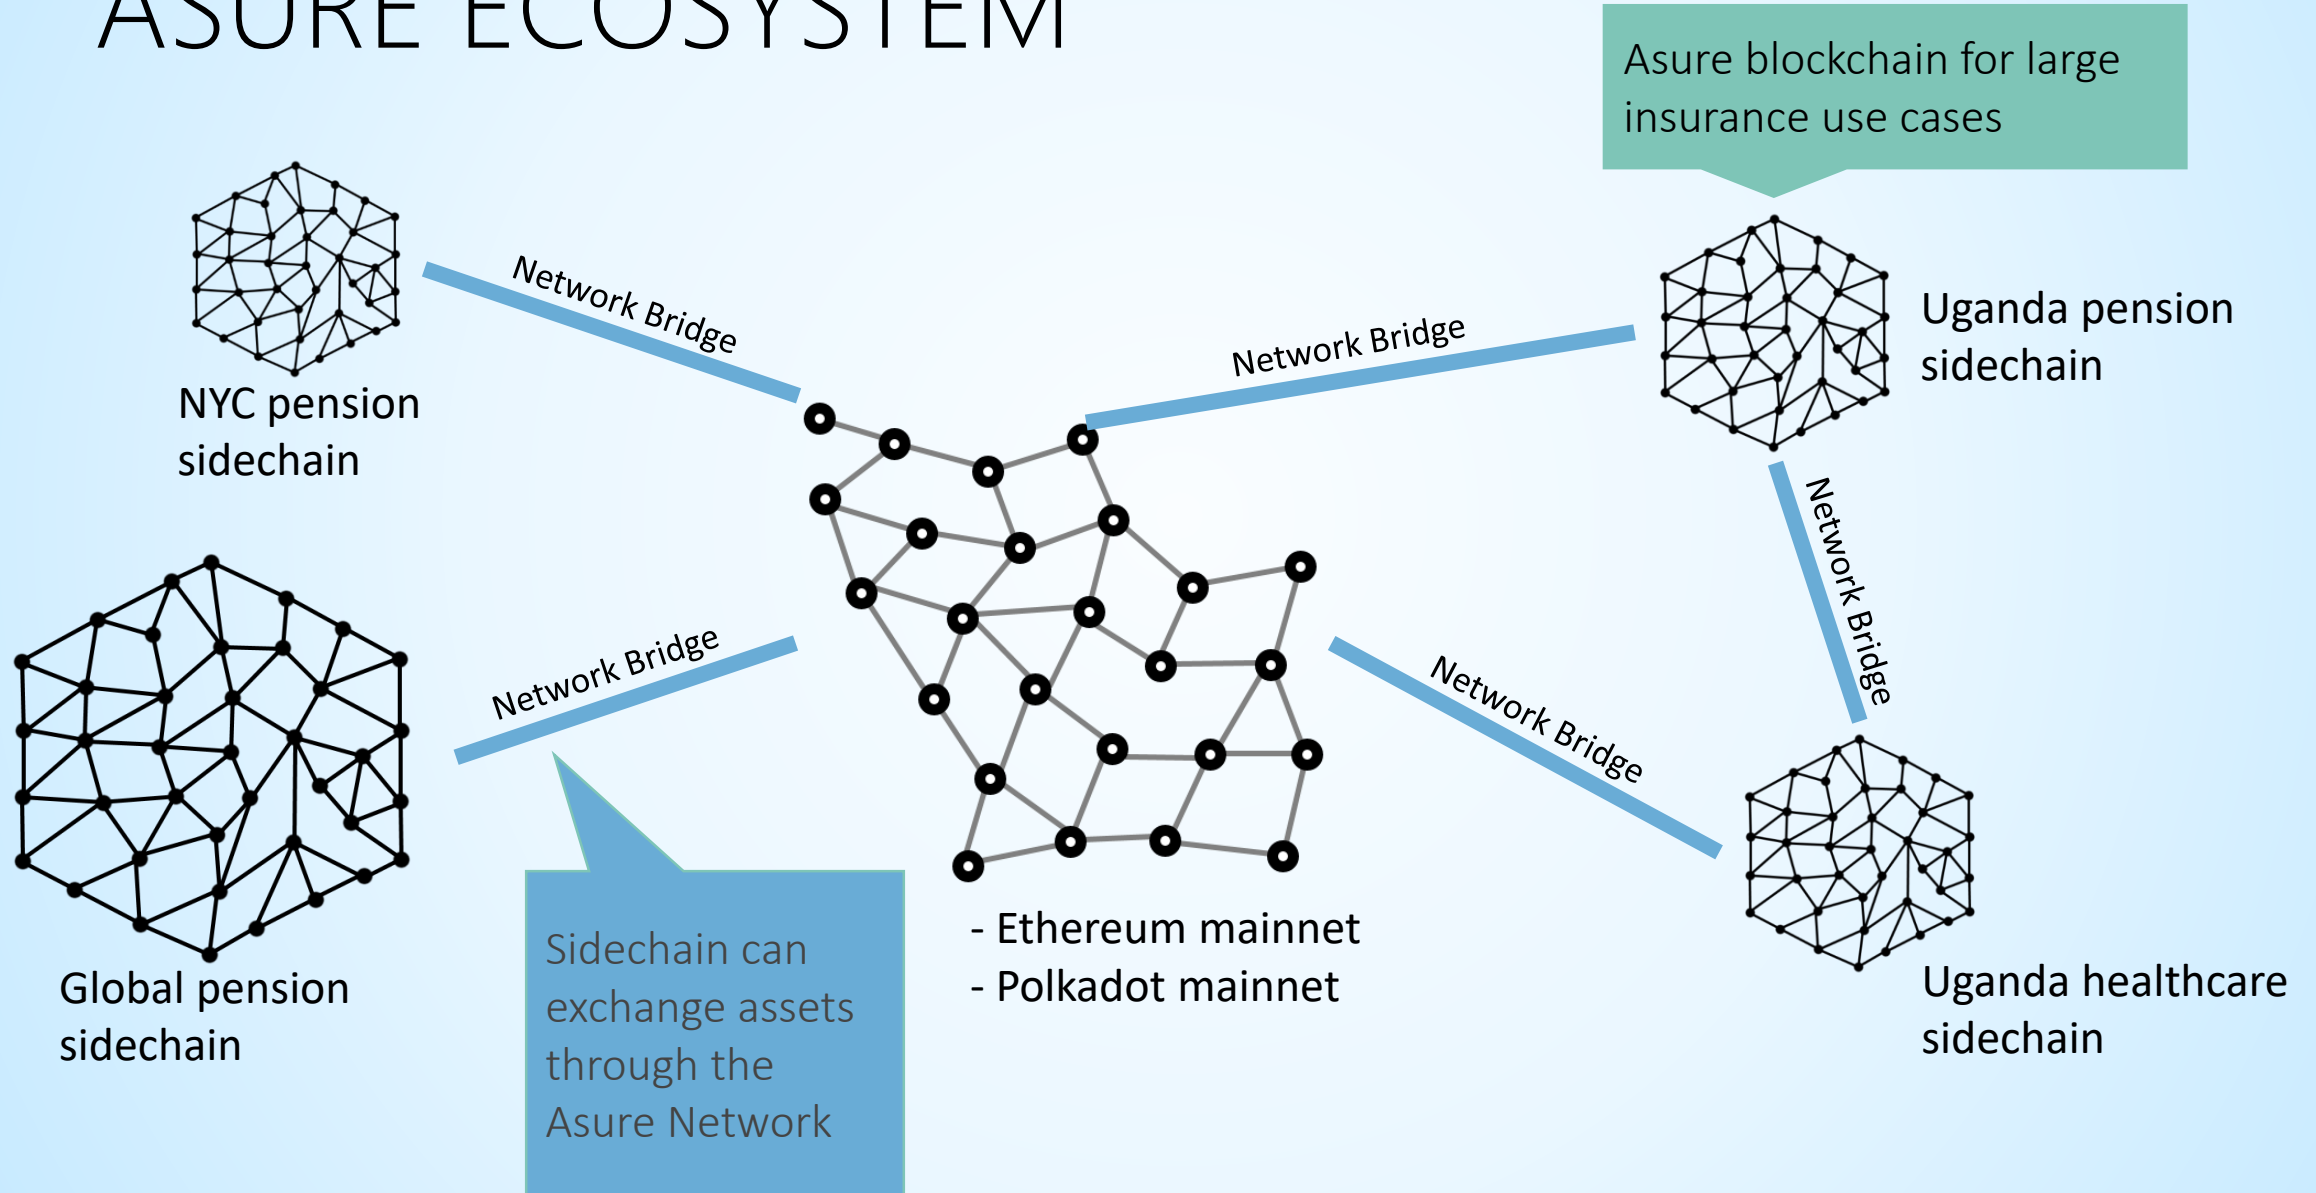 ASURE ECOSYSTEM
Asure blockchain for large
insurance use cases
Network Bridge
Network Bridge
Uganda pension
sidechain
NYC pension
sidechain
Network Bridge
Network Bridge
Network Bridge
Sidechain can
exchange assets
through the
Asure Network
- Ethereum mainnet
- Polkadot mainnet
Global pension
sidechain
Uganda healthcare
sidechain